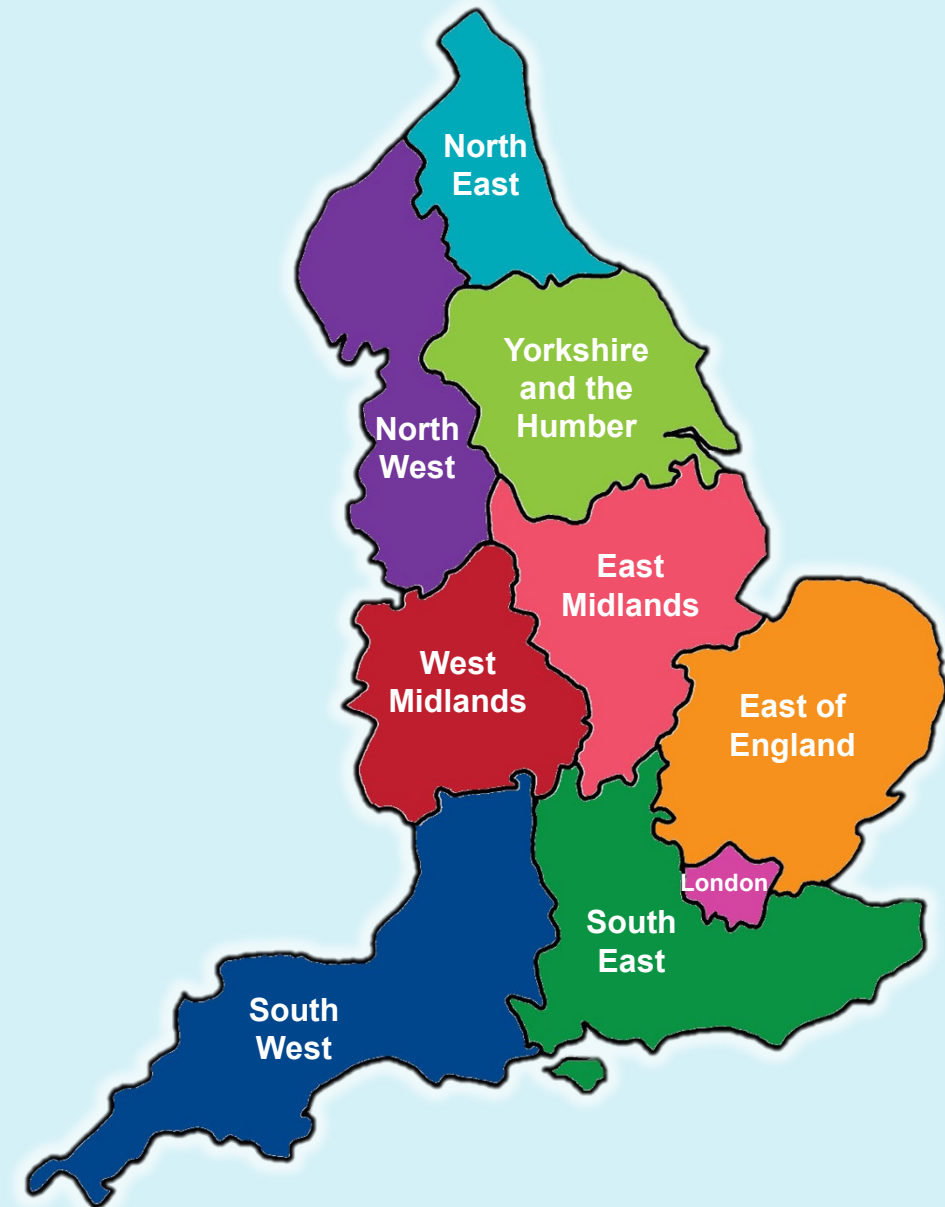 North
East
Yorkshire
and the
Humber
North
West
East
Midlands
West
Midlands
East of
England
London
South
East
South
West